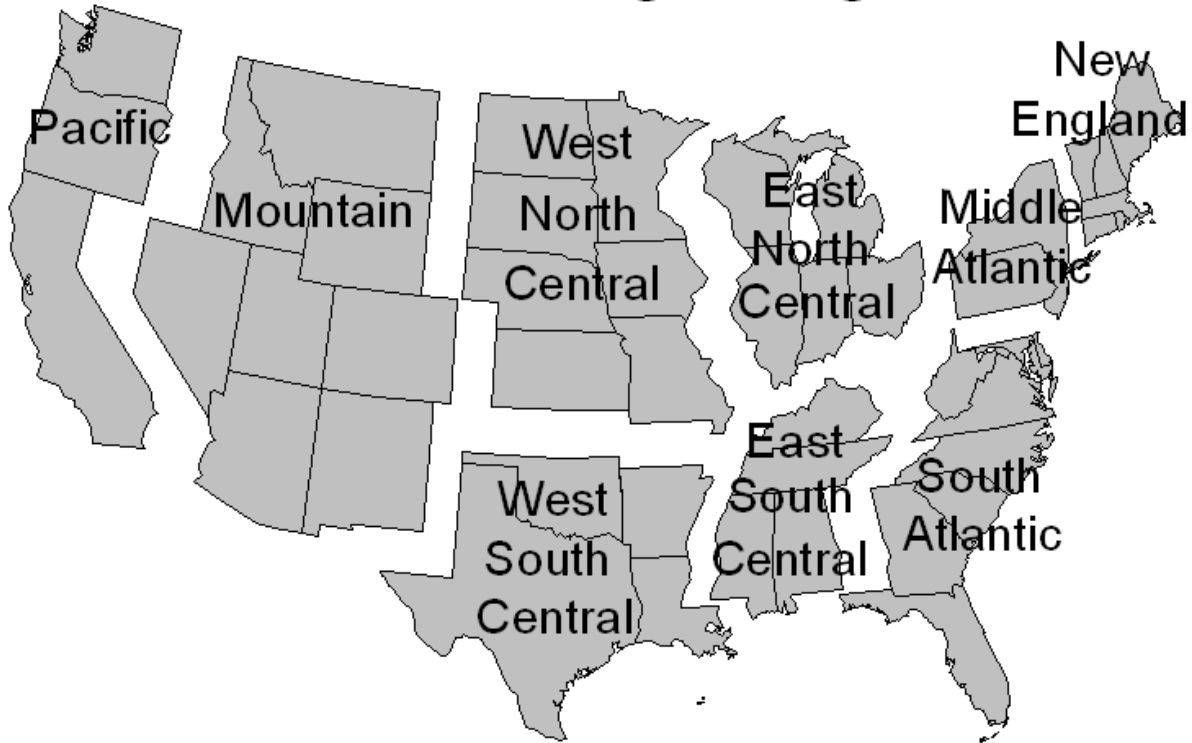 Pacific
Mountain
West
North
Central
East
North
Central
New
England
Middle
Atlantic
West
South
Central
East
South
Central
South
Atlantic